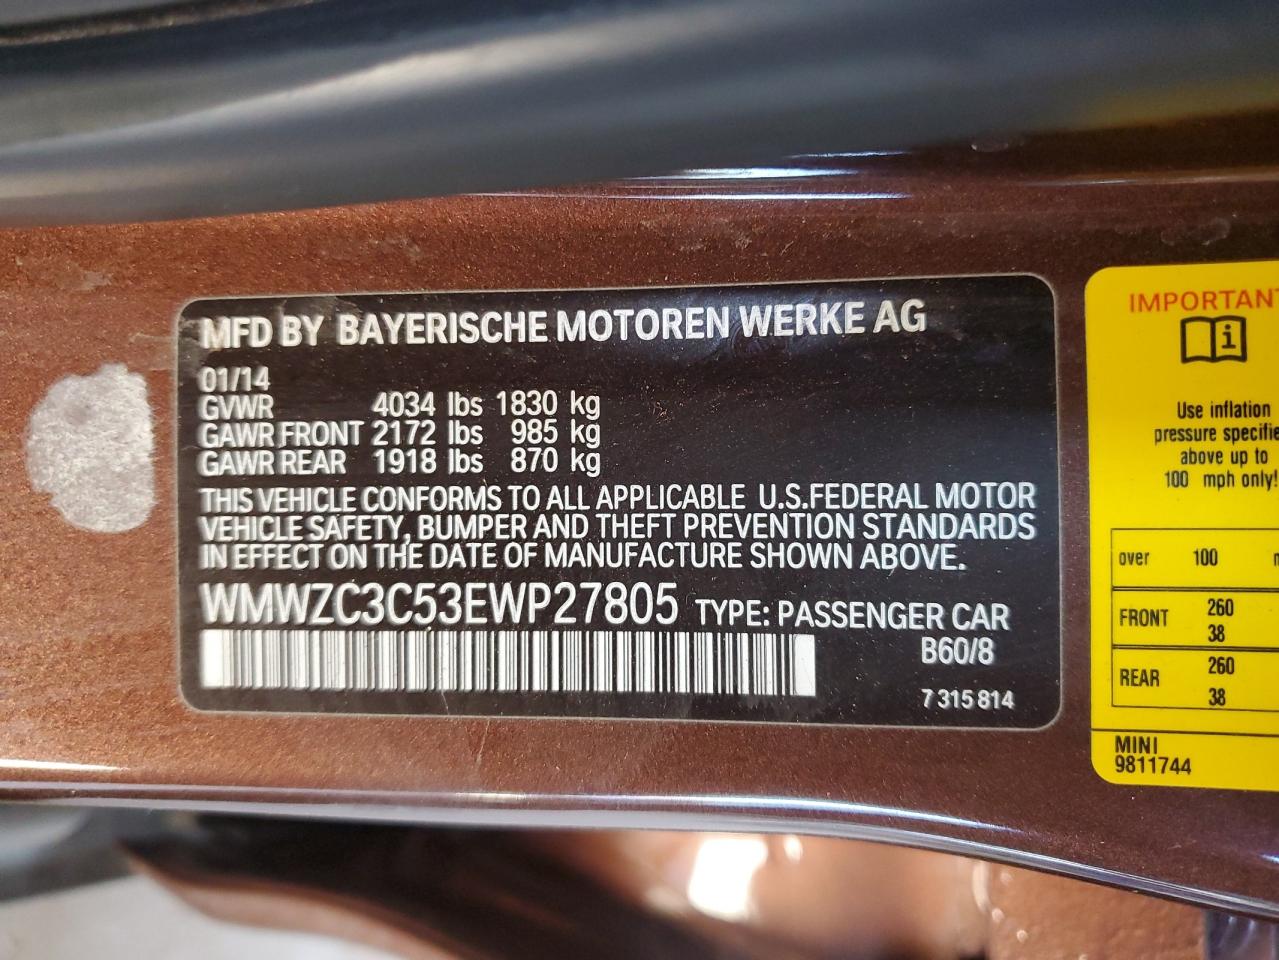 MFD BY BAYERISCHE MOTOREN WERKE AG
01/14
GVWR 4034 lbs 1830 kg
GAWR FRONT 2172 lbs 985 kg
GAWR REAR 1918 lbs 870 kg
THIS VEHICLE CONFORMS TO ALL APPLICABLE U.S.FEDERAL MOTOR
VEHICLE SAFETY, BUMPER AND THEFT PREVENTION STANDARDS
IN EFFECT ON THE DATE OF MANUFACTURE SHOWN ABOVE.
WMWZC3C53EWP27805 TYPE: PASSENGER CAR
B60/8
7 315 814
IMPORTANT
i
Use inflation
pressure specifie
above up to
100 mph only!
over 100 m
FRONT 260
38
REAR 260
38
MINI
9811744